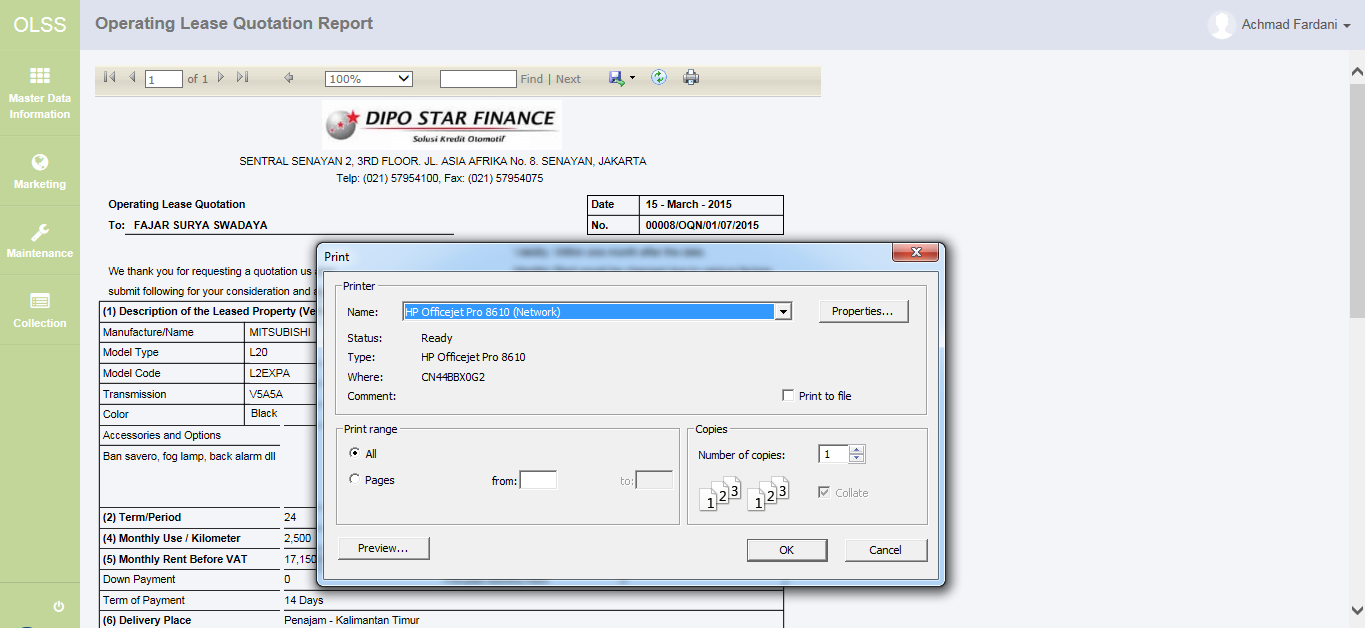 OLSS
Operating Lease Quotation Report
Achmad Fardani
Master Data
Information
Marketing
Maintenance
Collection
1 of 1 100% Find | Next
DIPO STAR FINANCE
Solusi Kredit Otomotif
SENTRAL SENAYAN 2, 3RD FLOOR. JL. ASIA AFRIKA No. 8. SENAYAN, JAKARTA
Telp: (021) 57954100, Fax: (021) 57954075
Operating Lease Quotation
To: FAJAR SURYA SWADAYA
Date 15 - March - 2015
No. 00008/OQN/01/07/2015
We thank you for requesting a quotation us
submit following for your consideration and
(1) Description of the Leased Property (Ve
Manufacture/Name MITSUBISHI
Model Type L20
Model Code L2EXPA
Transmission V5A5A
Color Black
Accessories and Options
Ban savero, fog lamp, back alarm dll
(2) Term/Period 24
(4) Monthly Use / Kilometer 2,500
(5) Monthly Rent Before VAT 17,150
Down Payment 0
Term of Payment 14 Days
(6) Delivery Place Penajam - Kalimantan Timur
Print
Printer
Name: HP Officejet Pro 8610 (Network) Properties...
Status: Ready
Type: HP Officejet Pro 8610
Where: CN44BBX0G2
Comment: Print to file
Print range
All
Pages from: to:
Copies
Number of copies: 1
1 2 3 1 2 3 Collate
Preview... OK Cancel